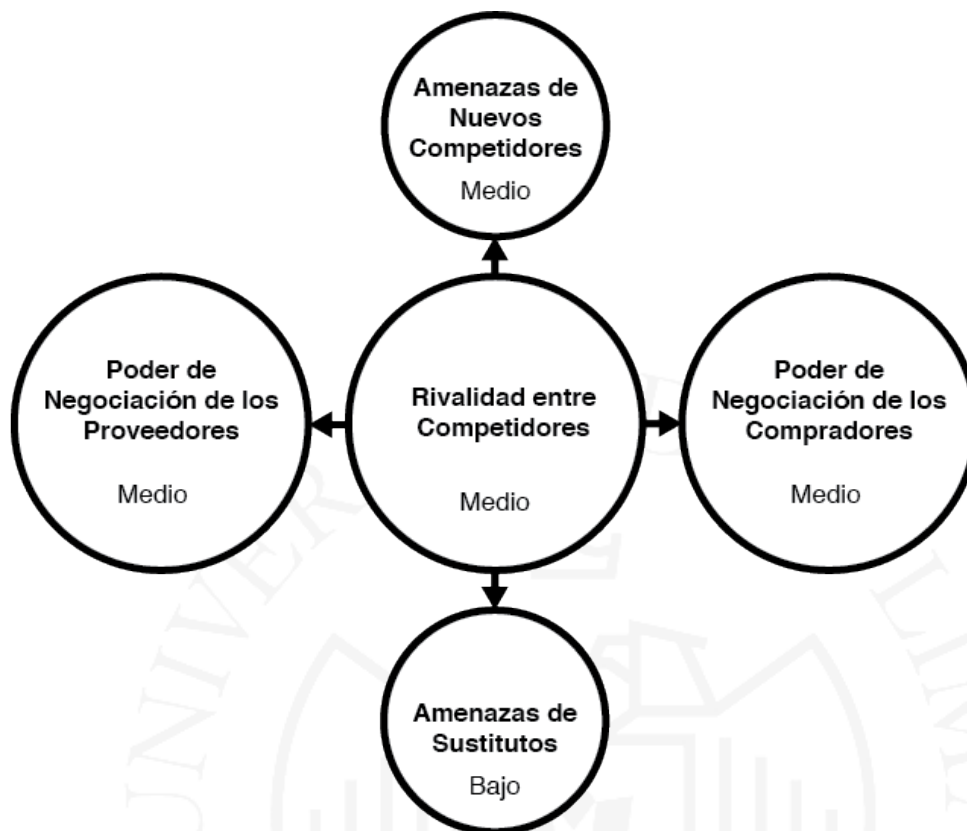 Amenazas de
Nuevos
Competidores
Medio
Poder de
Negociación de los
Proveedores
Medio
Rivalidad entre
Competidores
Medio
Poder de
Negociación de los
Compradores
Medio
Amenazas de
Sustitutos
Bajo